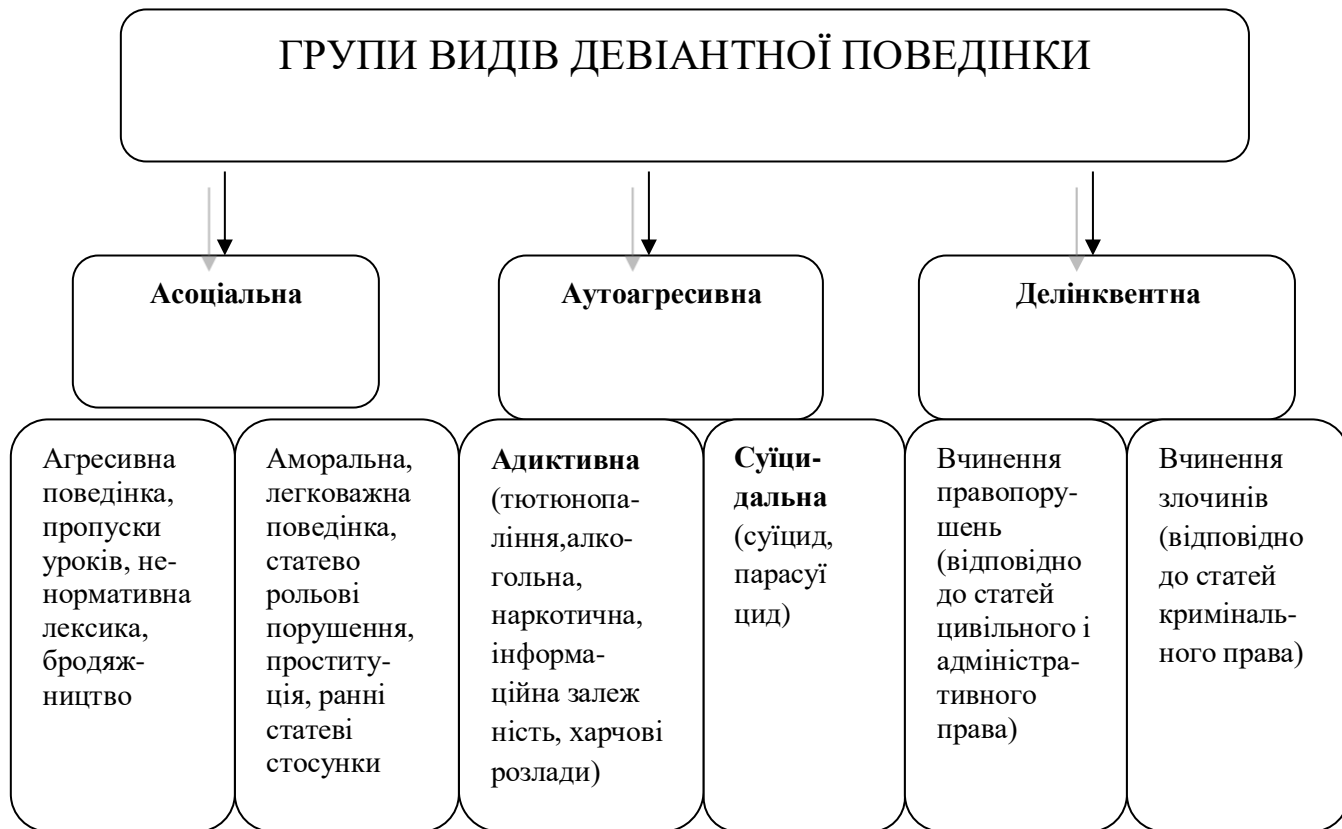 ГРУПИ ВИДІВ ДЕВІАНТНОЇ ПОВЕДІНКИ
Асоціальна
Аутоагресивна
Делінквентна
Агресивна
поведінка,
пропуски
уроків, не-
нормативна
лексика,
бродяж-
ництво
Аморальна,
легковажна
поведінка,
статево
рольові
порушення,
проститу-
ція, ранні
статеві
стосунки
Адиктивна
(тютюнопа-
ління,алко-
гольна,
наркотична,
інформа-
ційна залеж
ність, харчові
розлади)
Суїци-
дальна
(суїцид,
парасуї
цид)
Вчинення
правопору-
шень
(відповідно
до статей
цивільного і
адміністра-
тивного
права)
Вчинення
злочинів
(відповідно
до статей
криміналь-
ного права)